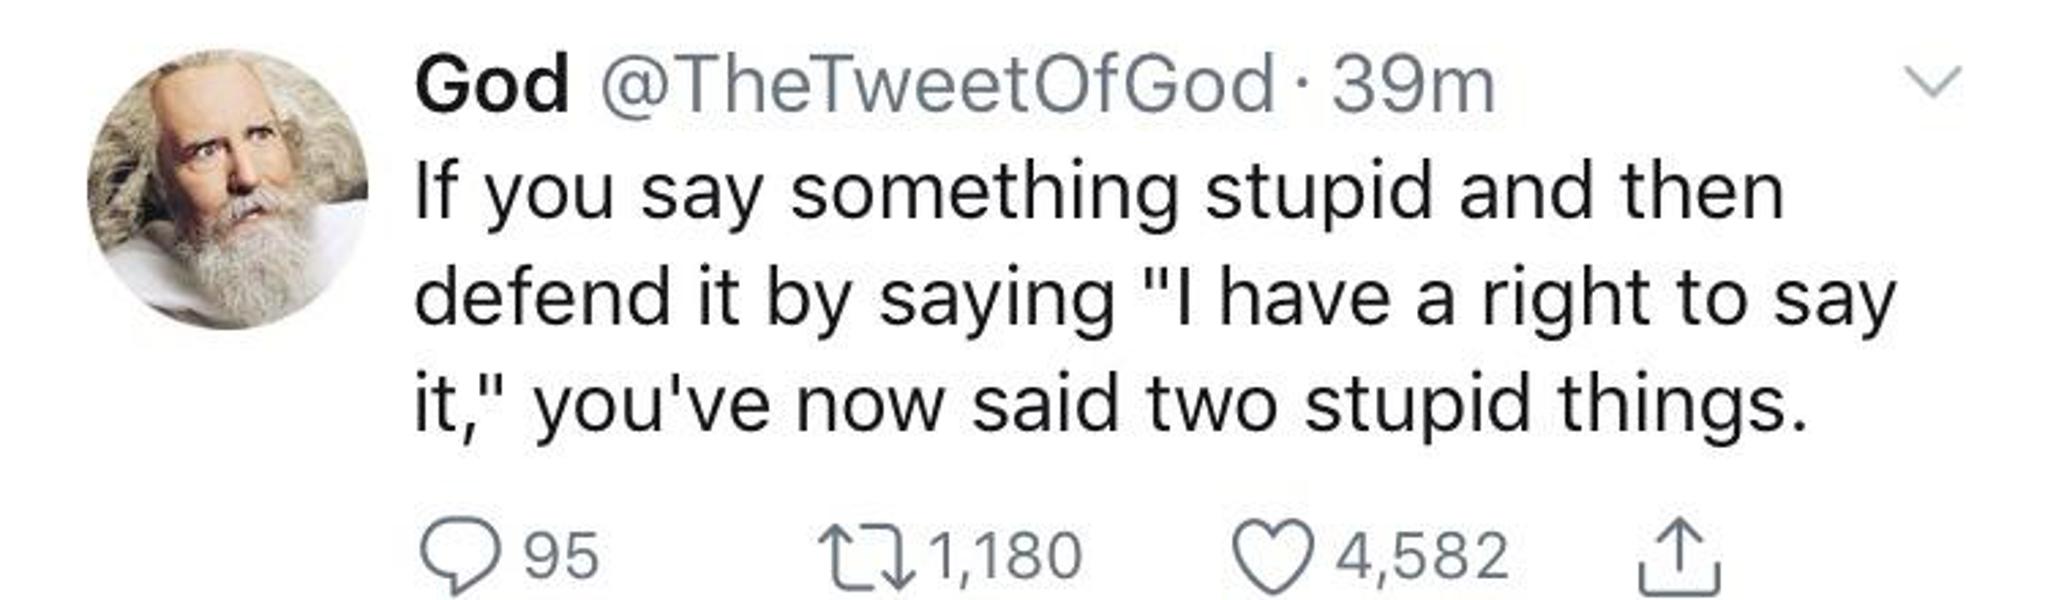 God @TheTweetOfGod · 39m
If you say something stupid and then
defend it by saying "I have a right to say
it," you've now said two stupid things.
95 1,180 4,582